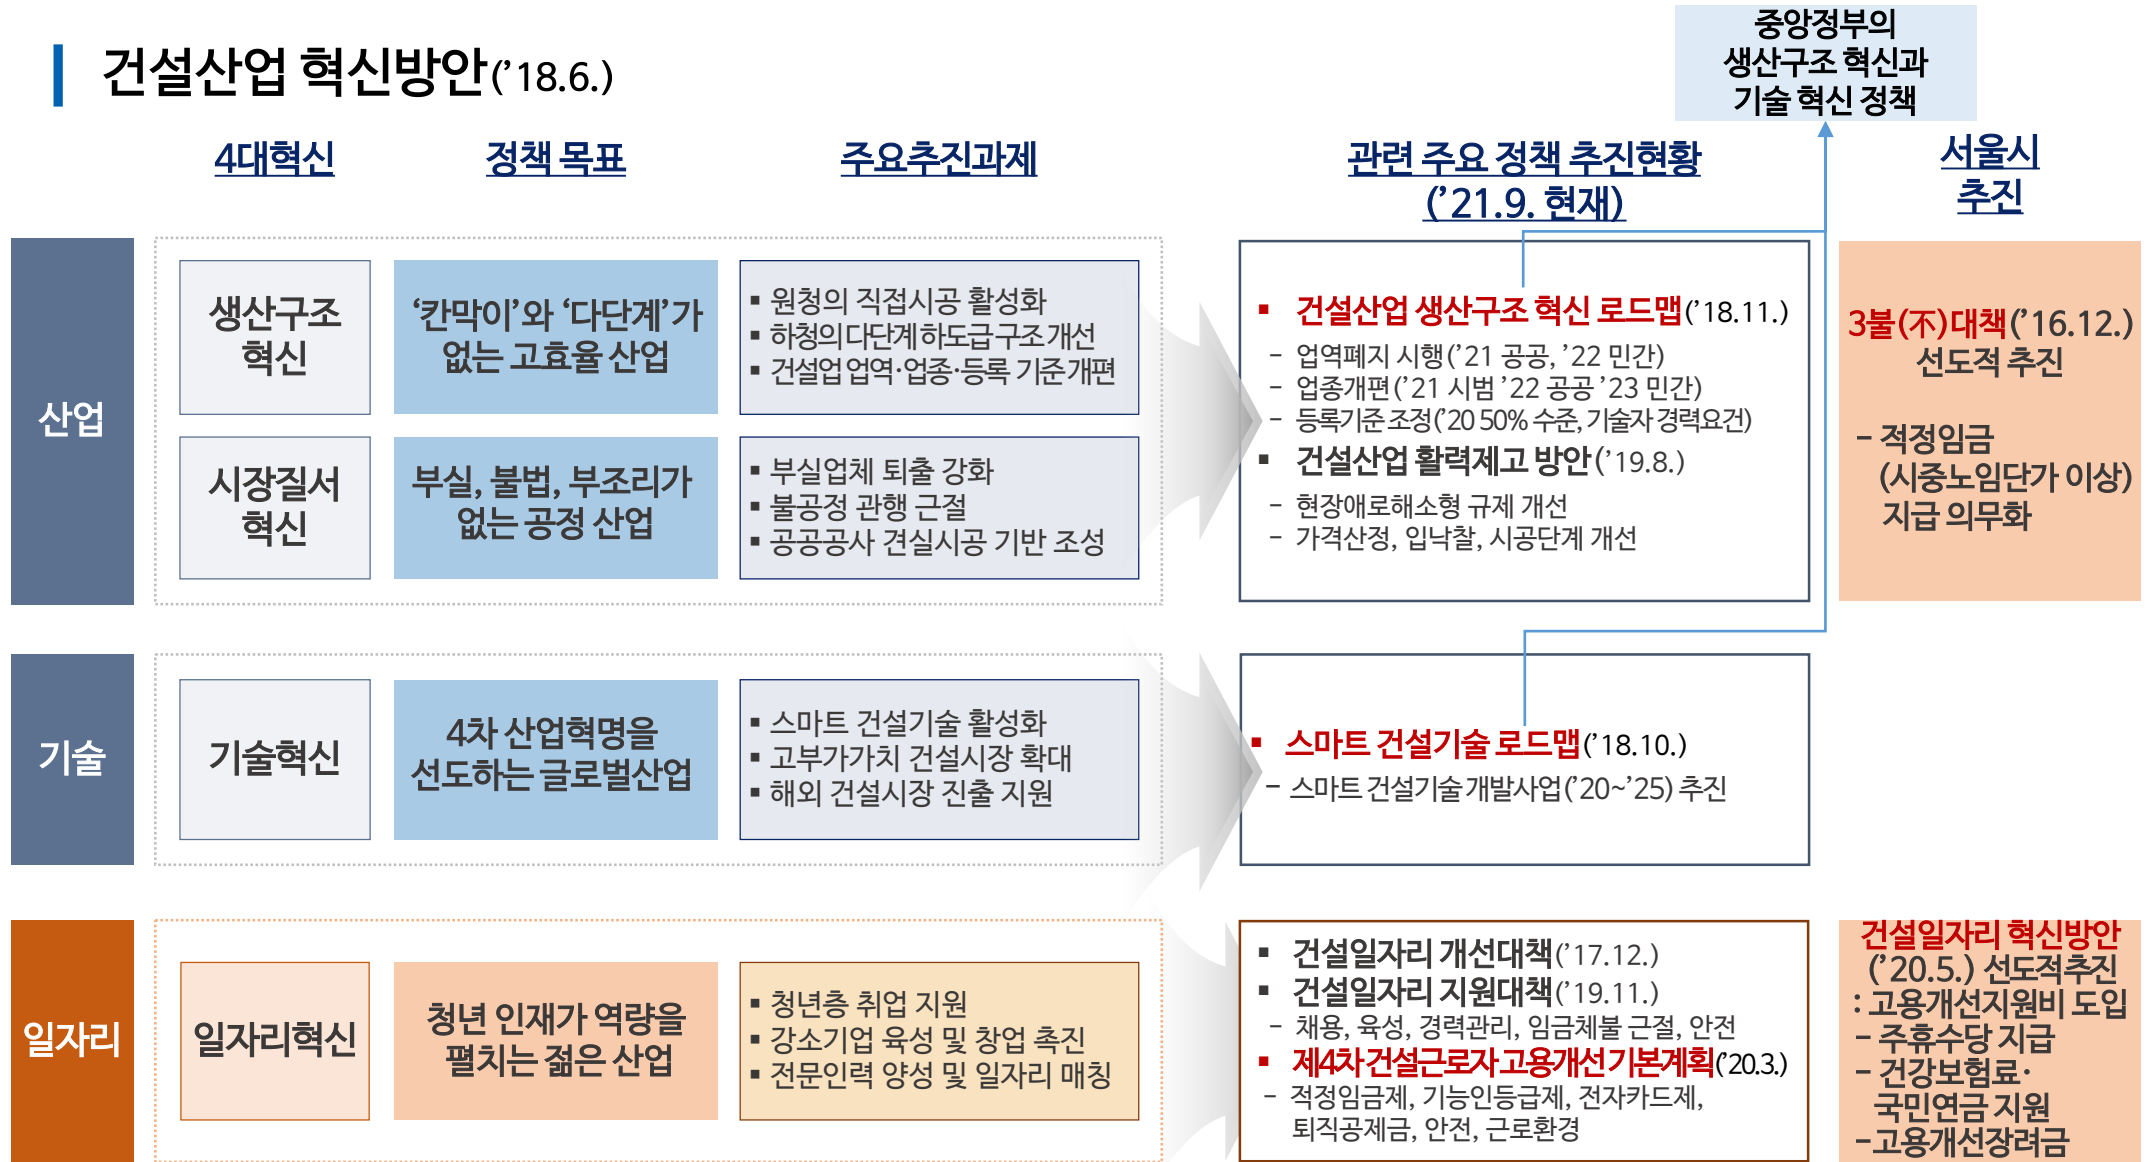 중앙정부의
생산구조 혁신과
기술 혁신 정책
건설산업 혁신방안(’18.6.)
4대혁신
정책 목표
주요추진과제
관련 주요 정책 추진현황
(’21.9. 현재)
서울시
추진
산업
생산구조
혁신
‘칸막이’와 ‘다단계’가
없는 고효율 산업
▪ 원청의 직접시공 활성화
▪ 하청의 다단계 하도급 구조 개선
▪ 건설업 업역·업종·등록 기준 개편
시장질서
혁신
부실, 불법, 부조리가
없는 공정 산업
▪ 부실업체 퇴출 강화
▪ 불공정 관행 근절
▪ 공공공사 견실시공 기반 조성
▪ 건설산업 생산구조 혁신 로드맵(’18.11.)
- 업역폐지 시행(’21 공공, ’22 민간)
- 업종개편(’21 시범 ’22 공공 ’23 민간)
- 등록기준 조정(’20 50% 수준, 기술자 경력요건)
▪ 건설산업 활력제고 방안(’19.8.)
- 현장애로해소형 규제 개선
- 가격산정, 입낙찰, 시공단계 개선
3불(不)대책(’16.12.)
선도적 추진
- 적정임금
(시중노임단가 이상)
지급 의무화
기술
기술혁신
4차 산업혁명을
선도하는 글로벌산업
▪ 스마트 건설기술 활성화
▪ 고부가가치 건설시장 확대
▪ 해외 건설시장 진출 지원
▪ 스마트 건설기술 로드맵(’18.10.)
- 스마트 건설기술 개발사업(’20~’25) 추진
일자리
일자리혁신
청년 인재가 역량을
펼치는 젊은 산업
▪ 청년층 취업 지원
▪ 강소기업 육성 및 창업 촉진
▪ 전문인력 양성 및 일자리 매칭
▪ 건설일자리 개선대책(’17.12.)
▪ 건설일자리 지원대책(’19.11.)
- 채용, 육성, 경력관리, 임금체불 근절, 안전
▪ 제4차 건설근로자 고용개선 기본계획(’20.3.)
- 적정임금제, 기능인등급제, 전자카드제,
퇴직공제금, 안전, 근로환경
건설일자리 혁신방안
(’20.5.) 선도적추진
: 고용개선지원비 도입
- 주휴수당 지급
- 건강보험료·
국민연금 지원
-고용개선장려금